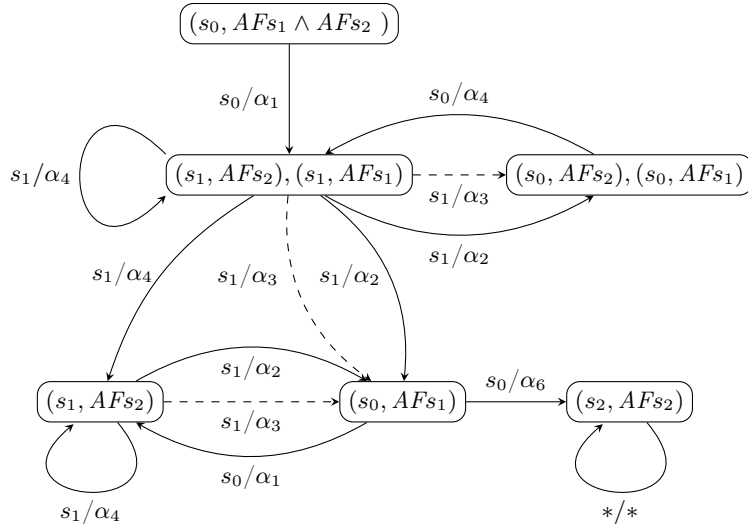 (s₀, AFs₁ ∧ AFs₂ )
s₀/α₁
s₀/α₄
s₁/α₄
(s₁, AFs₂), (s₁, AFs₁)
(s₀, AFs₂), (s₀, AFs₁)
s₁/α₃
s₁/α₂
s₁/α₄
s₁/α₃
s₁/α₂
s₁/α₂
s₀/α₆
(s₁, AFs₂)
(s₀, AFs₁)
(s₂, AFs₂)
s₁/α₃
s₀/α₁
s₁/α₄
∗/∗